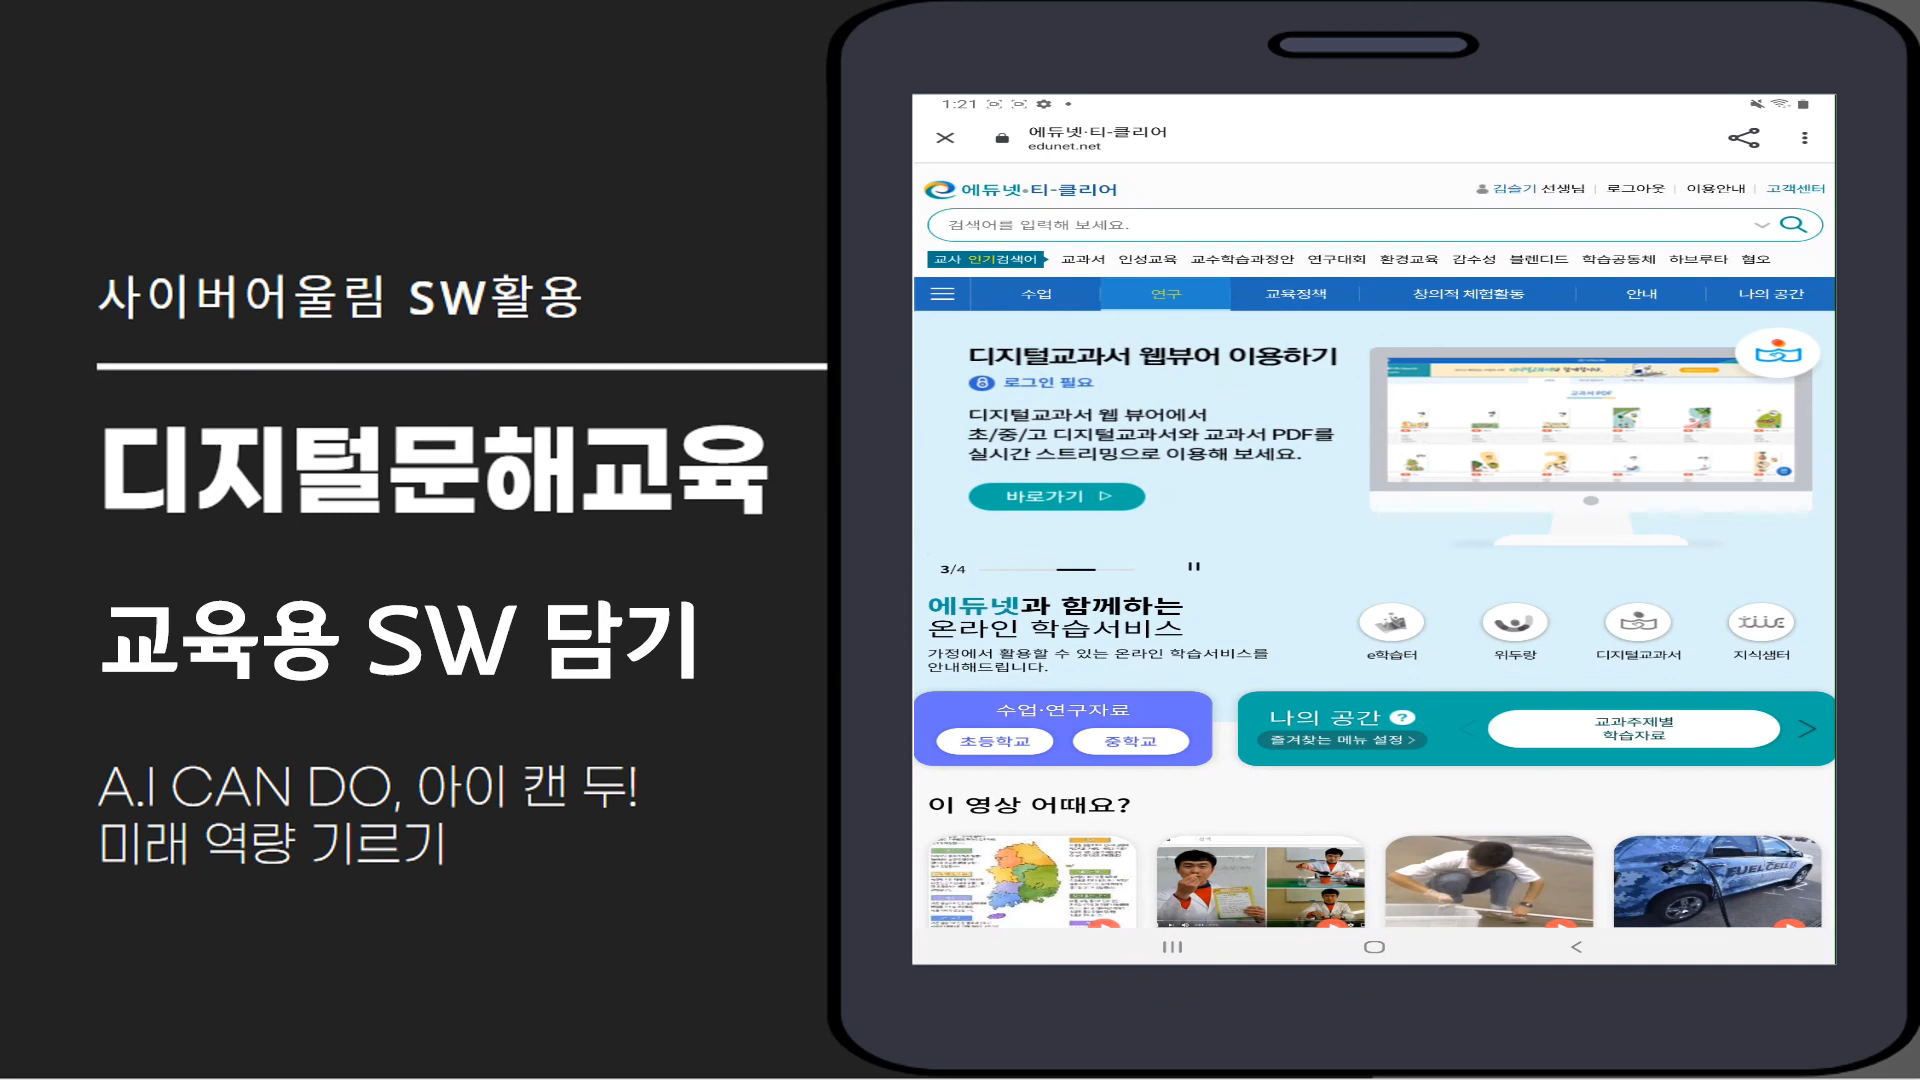 사이버어울림 SW활용
디지털문해교육
교육용 SW 담기
A.I CAN DO, 아이 캔 두!
미래 역량 기르기
1:21
에듀넷·티-클리어
edunet.net
에듀넷·티-클리어
김슬기 선생님 로그아웃 이용안내 고객센터
검색어를 입력해 보세요.
교사 인기검색어 교과서 인성교육 교수학습과정안 연구대회 환경교육 감수성 블렌디드 학습공동체 하브루타 혐오
수업 연구 교육정책 창의적 체험활동 안내 나의 공간
디지털교과서 웹뷰어 이용하기
로그인 필요
디지털교과서 웹 뷰어에서
초/중/고 디지털교과서와 교과서 PDF를
실시간 스트리밍으로 이용해 보세요.
바로가기
교과서 PDF
3/4
에듀넷과 함께하는
온라인 학습서비스
가정에서 활용할 수 있는 온라인 학습서비스를
안내해드립니다.
e학습터 위두랑 디지털교과서 지식샘터
수업·연구자료
초등학교 중학교
나의 공간 ?
즐겨찾는 메뉴 설정 >
교과주제별
학습자료
이 영상 어때요?
FUEL CELL